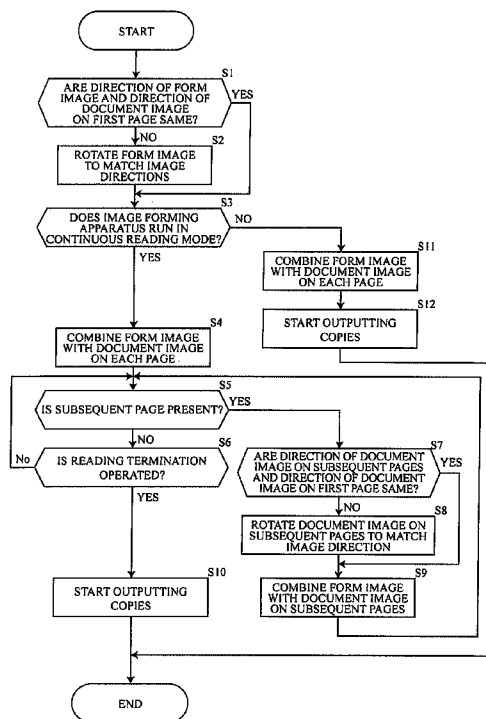 START
S1
ARE DIRECTION OF FORM
IMAGE AND DIRECTION OF
DOCUMENT IMAGE
ON FIRST PAGE SAME?
YES
NO
S2
ROTATE FORM IMAGE
TO MATCH IMAGE
DIRECTIONS
S3
DOES IMAGE FORMING
APPARATUS RUN IN
CONTINUOUS READING MODE?
NO
YES
S11
COMBINE FORM IMAGE
WITH DOCUMENT IMAGE
ON EACH PAGE
S12
START OUTPUTTING
COPIES
S4
COMBINE FORM IMAGE
WITH DOCUMENT IMAGE
ON EACH PAGE
S5
IS SUBSEQUENT PAGE PRESENT?
YES
NO
S6
No
IS READING TERMINATION
OPERATED?
YES
S7
ARE DIRECTION OF DOCUMENT
IMAGE ON SUBSEQUENT PAGES
AND DIRECTION OF DOCUMENT
IMAGE ON FIRST PAGE SAME?
YES
NO
S8
ROTATE DOCUMENT IMAGE ON
SUBSEQUENT PAGES TO MATCH
IMAGE DIRECTION
S9
COMBINE FORM IMAGE
WITH DOCUMENT IMAGE
ON SUBSEQUENT PAGES
S10
START OUTPUTTING
COPIES
END